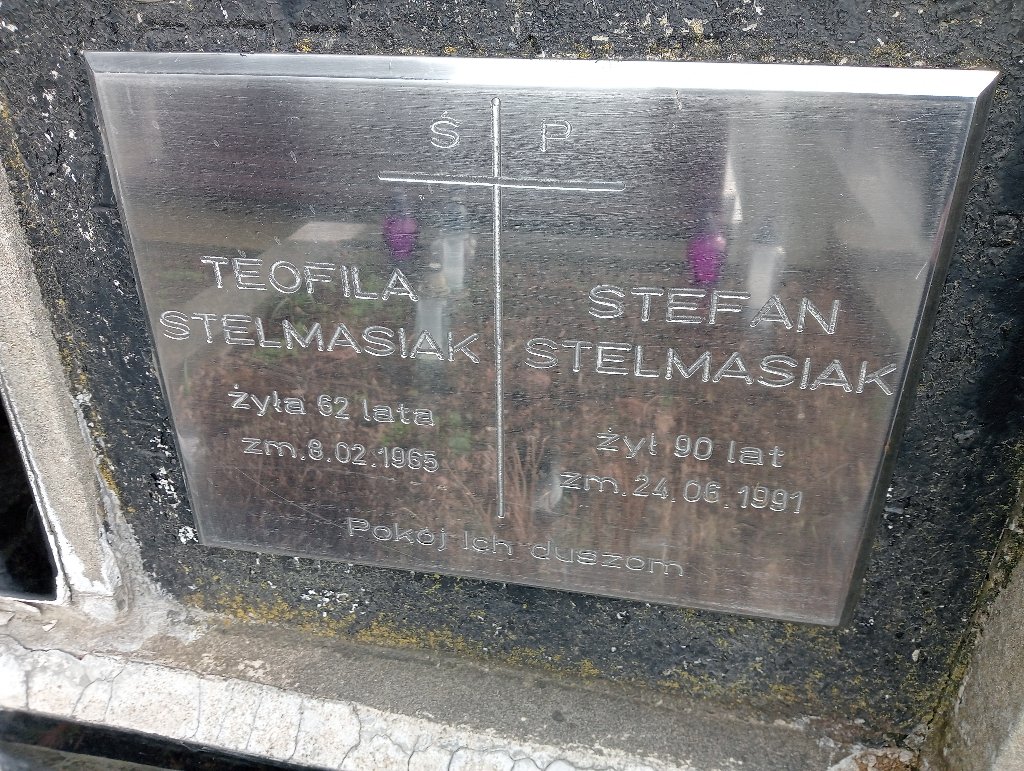 Ś P
TEOFILA
STELMASIAK
żyła 62 lata
zm. 8.02.1965
STEFAN
STELMASIAK
żył 90 lat
zm. 24.06.1991
Pokój Ich duszom